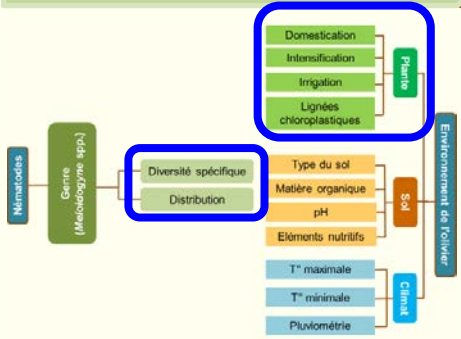 Nématodes
Genre
(Meloidogyne spp.)
Diversité spécifique
Distribution
Domestication
Intensification
Irrigation
Lignées
chloroplastiques
Plante
Type du sol
Matière organique
pH
Eléments nutritifs
Sol
T° maximale
T° minimale
Pluviométrie
Climat
Environnement de l'olivier